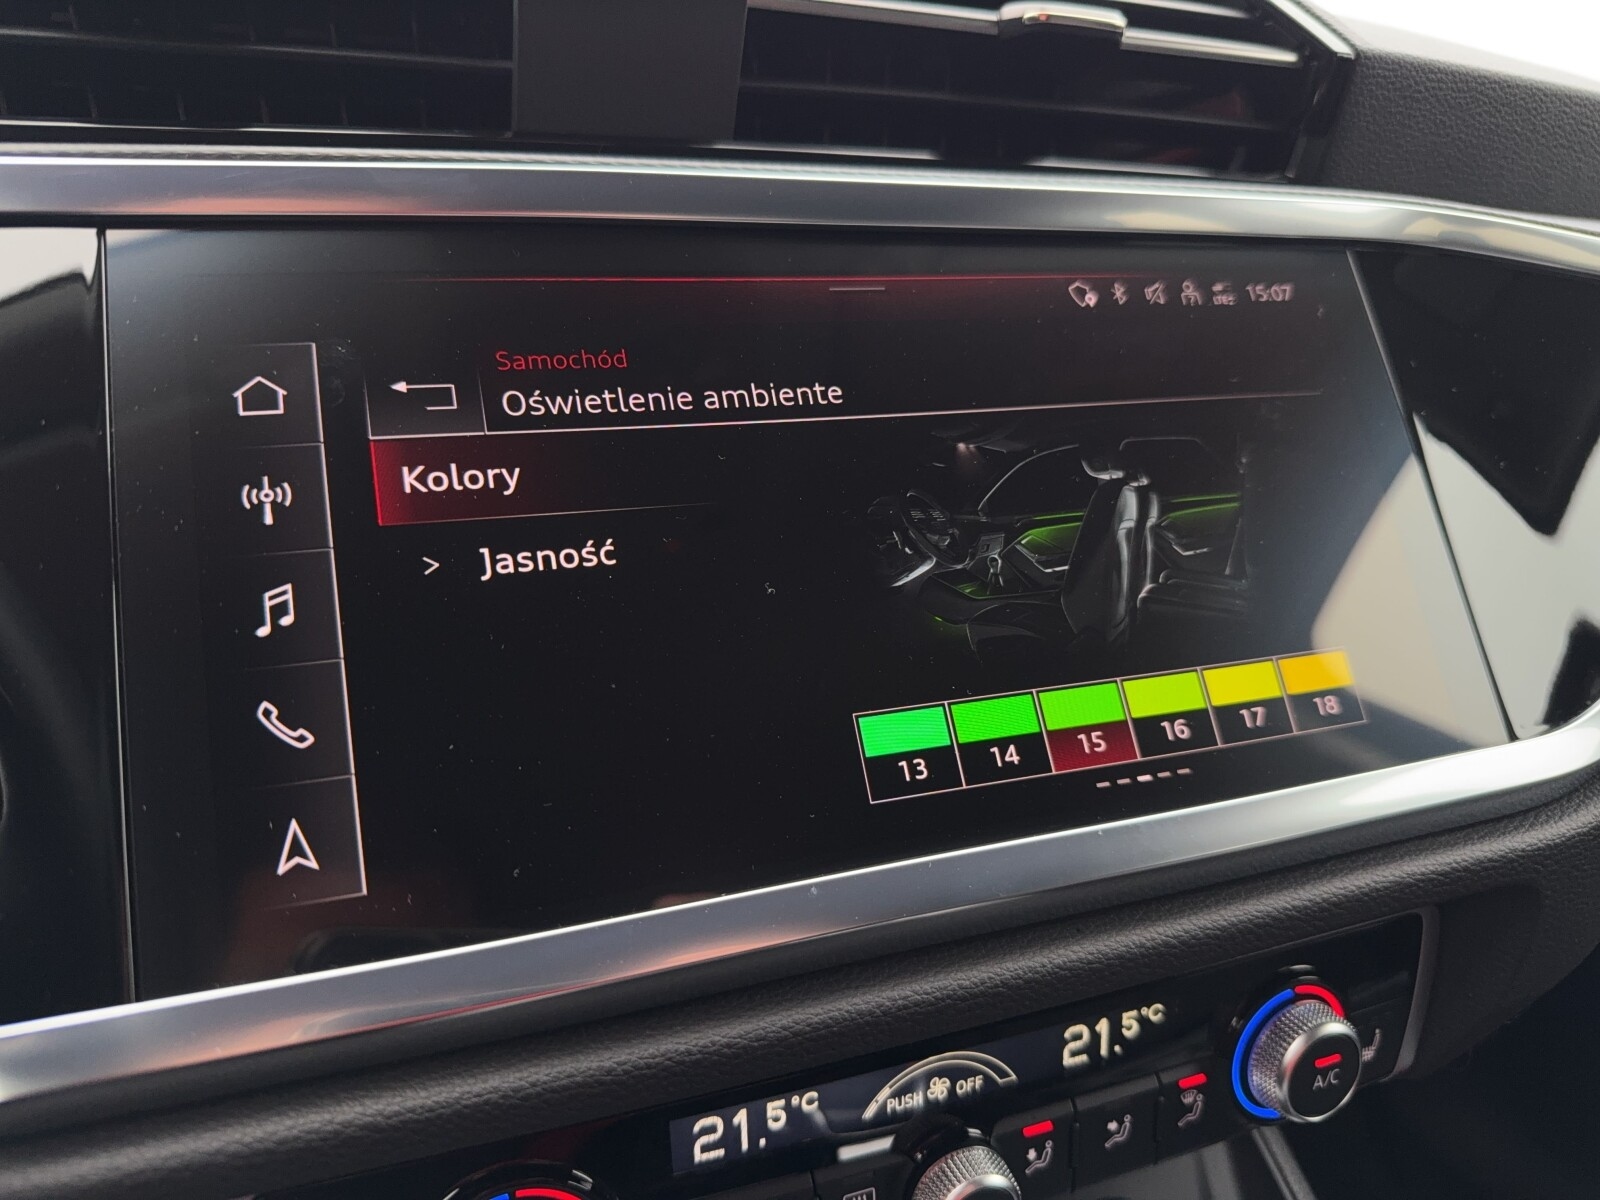 15:07
Samochód
Oświetlenie ambiente
Kolory
> Jasność
13 14 15 16 17 18
21.5°C
PUSH OFF
21.5°C
A/C